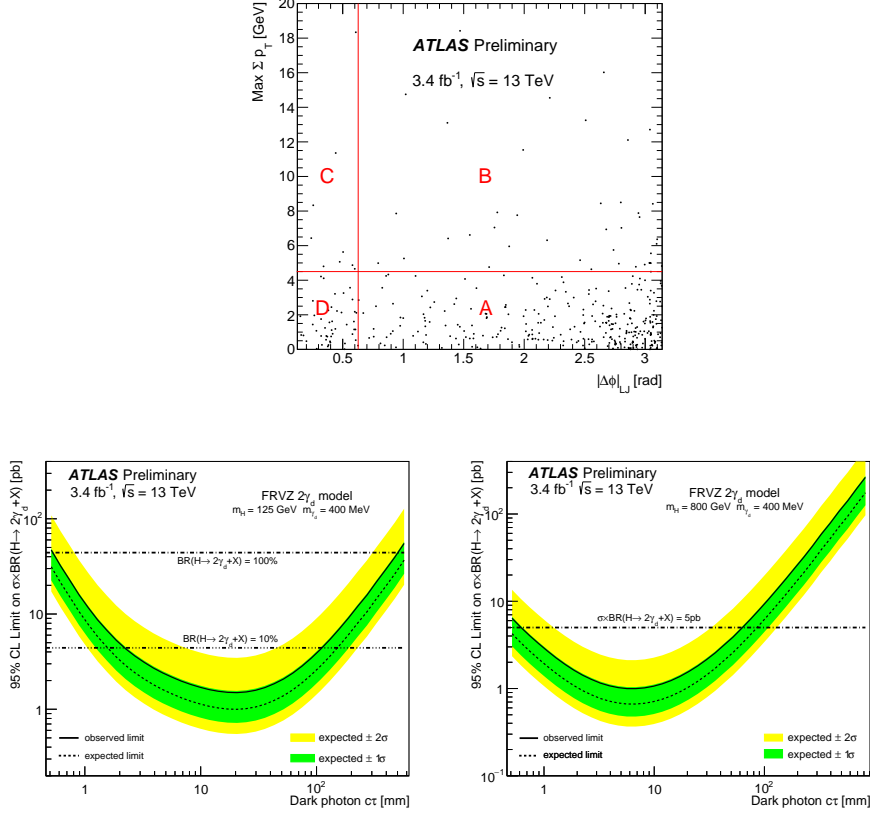 Max Σ p_T [GeV]
20
18
16
14
12
10
8
6
4
2
0
ATLAS Preliminary
3.4 fb⁻¹, √s = 13 TeV
C
B
D
A
0.5
1
1.5
2
2.5
3
|Δϕ|_LJ [rad]
95% CL Limit on σ×BR(H→ 2γ_d+X) [pb]
ATLAS Preliminary
3.4 fb⁻¹, √s = 13 TeV
FRVZ 2γ_d model
m_H = 125 GeV m_γ_d = 400 MeV
10²
BR(H→ 2γ_d+X) = 100%
10
BR(H→ 2γ_d+X) = 10%
1
observed limit
expected limit
expected ± 2σ
expected ± 1σ
1
10
10²
Dark photon cτ [mm]
95% CL Limit on σ×BR(H→ 2γ_d+X) [pb]
ATLAS Preliminary
3.4 fb⁻¹, √s = 13 TeV
FRVZ 2γ_d model
m_H = 800 GeV m_γ_d = 400 MeV
10²
10
σ×BR(H→ 2γ_d+X) = 5pb
1
10⁻¹
observed limit
expected limit
expected ± 2σ
expected ± 1σ
1
10
10²
Dark photon cτ [mm]